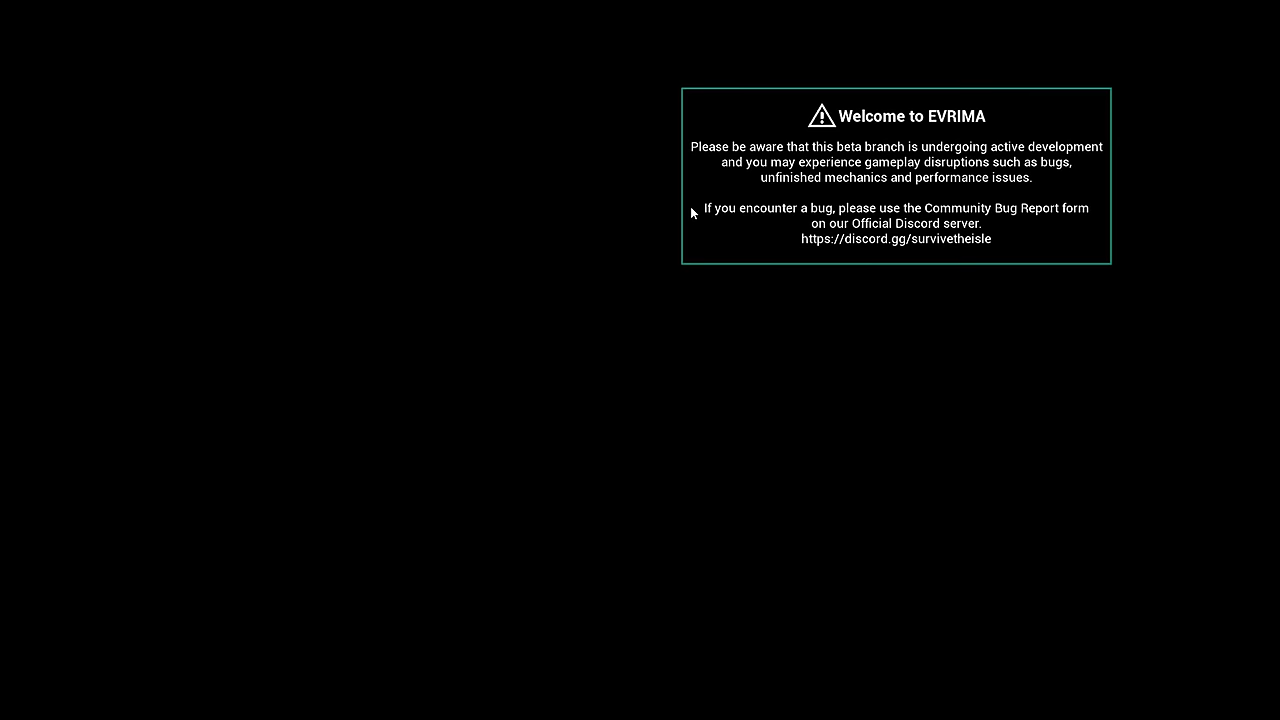 Welcome to EVRIMA
Please be aware that this beta branch is undergoing active development
and you may experience gameplay disruptions such as bugs,
unfinished mechanics and performance issues.
If you encounter a bug, please use the Community Bug Report form
on our Official Discord server.
https://discord.gg/survivetheisle